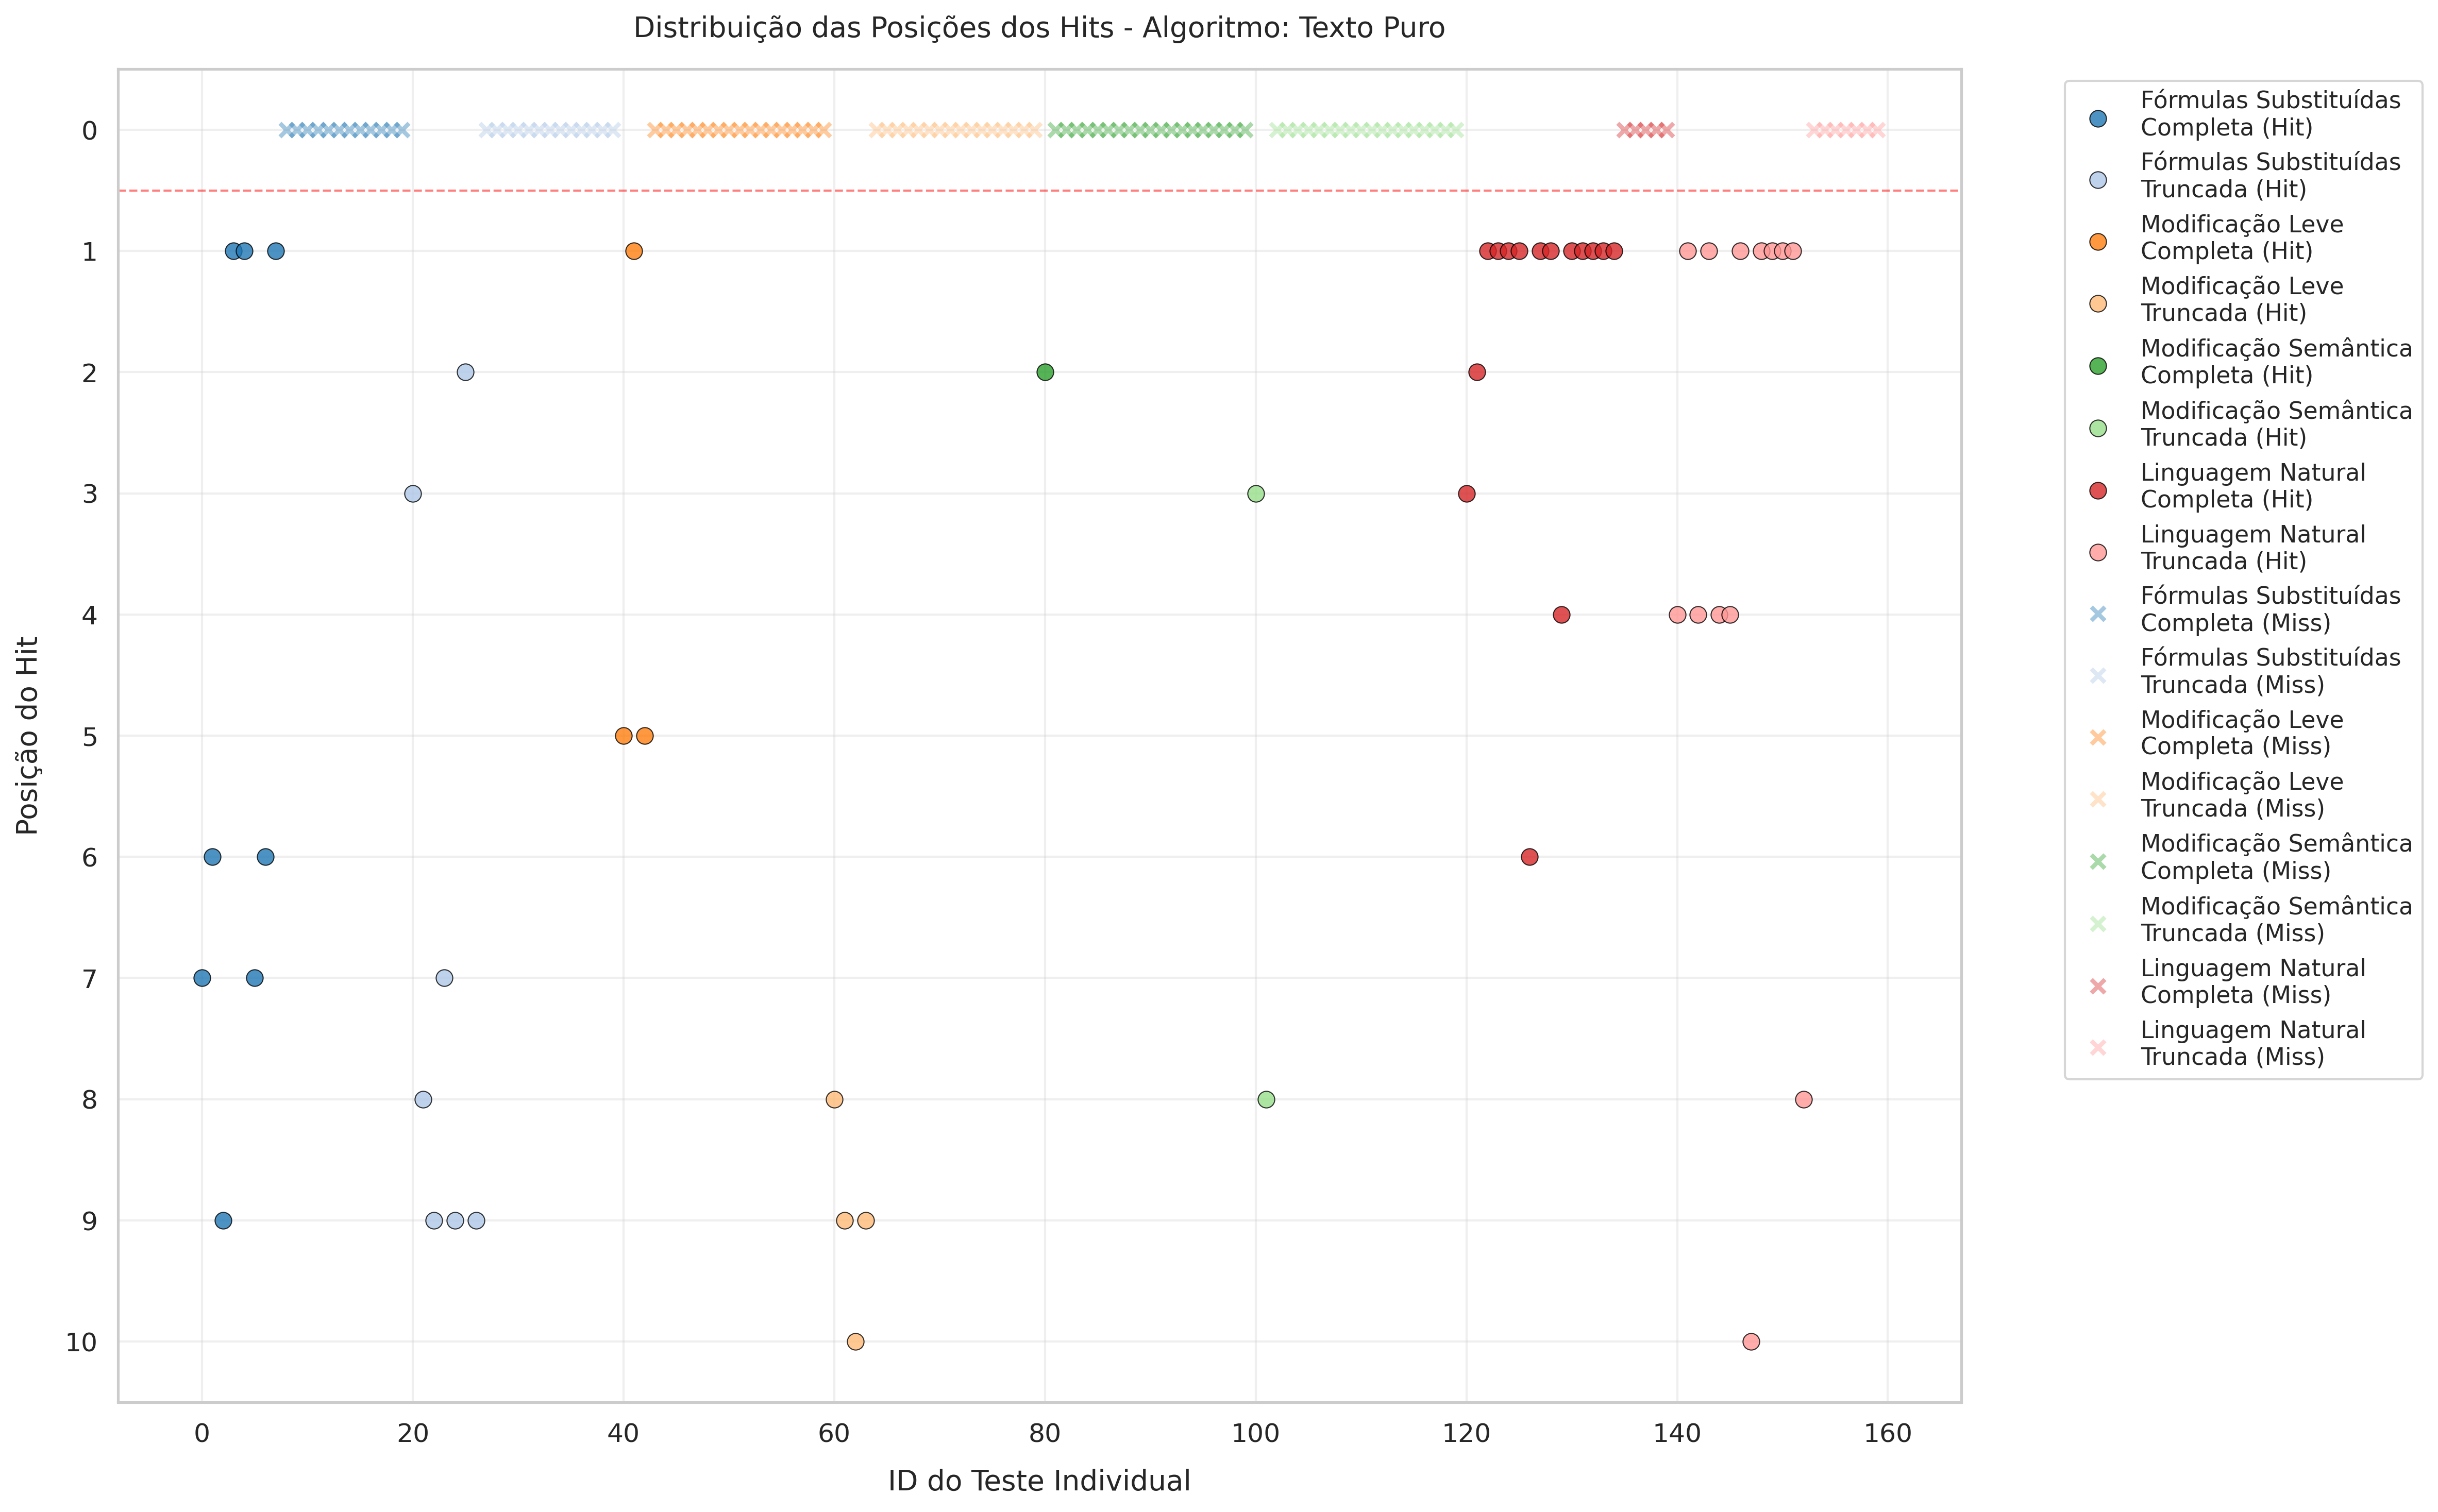 Distribuição das Posições dos Hits - Algoritmo: Texto Puro
Posição do Hit
0
1
2
3
4
5
6
7
8
9
10
0
20
40
60
80
100
120
140
160
ID do Teste Individual
Fórmulas Substituídas
Completa (Hit)
Fórmulas Substituídas
Truncada (Hit)
Modificação Leve
Completa (Hit)
Modificação Leve
Truncada (Hit)
Modificação Semântica
Completa (Hit)
Modificação Semântica
Truncada (Hit)
Linguagem Natural
Completa (Hit)
Linguagem Natural
Truncada (Hit)
Fórmulas Substituídas
Completa (Miss)
Fórmulas Substituídas
Truncada (Miss)
Modificação Leve
Completa (Miss)
Modificação Leve
Truncada (Miss)
Modificação Semântica
Completa (Miss)
Modificação Semântica
Truncada (Miss)
Linguagem Natural
Completa (Miss)
Linguagem Natural
Truncada (Miss)